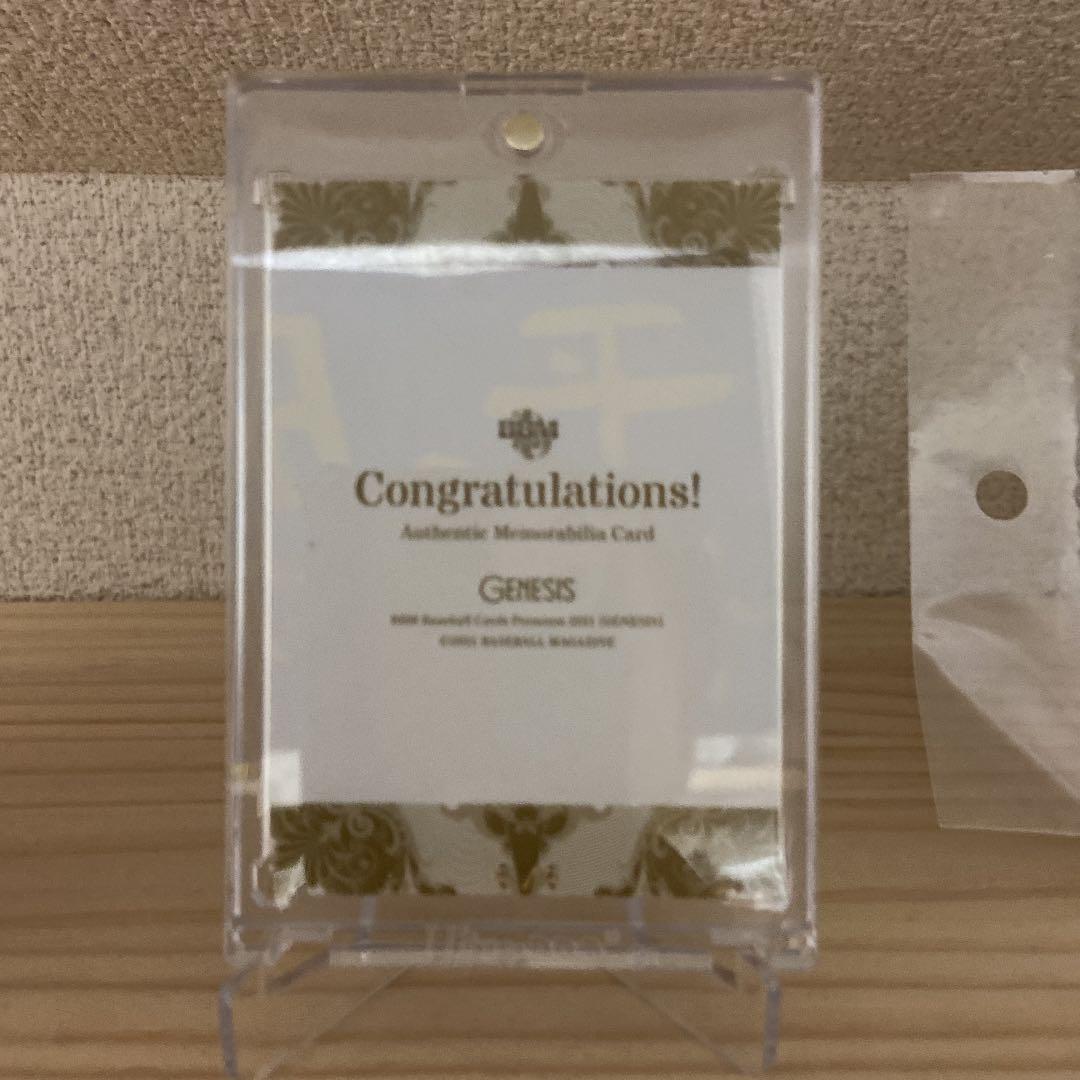 BBM
Congratulations!
Authentic Memorabilia Card
GENESIS
BBM Baseball Cards Premium 2021 [GENESIS]
©2021 BASEBALL MAGAZINE